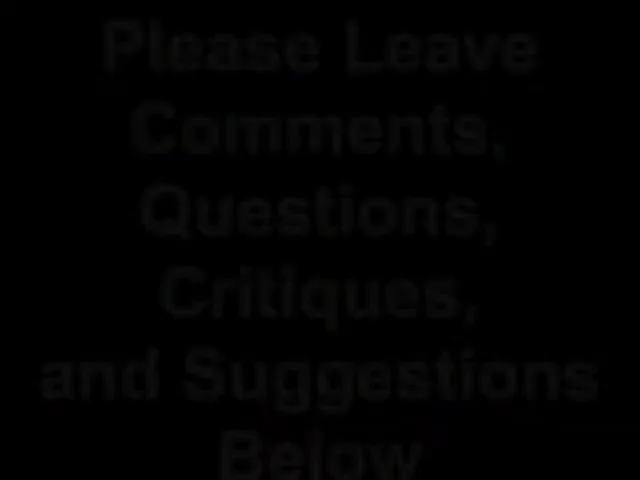 Please Leave
Comments,
Questions,
Critiques,
and Suggestions
Below